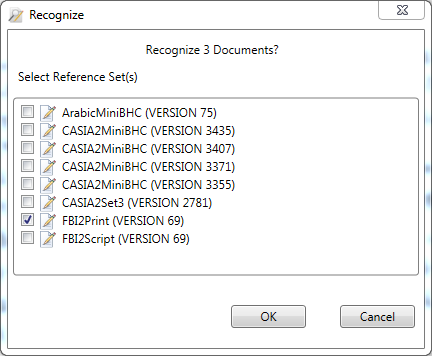 Recognize
Recognize 3 Documents?
Select Reference Set(s)
ArabicMiniBHC (VERSION 75)
CASIA2MiniBHC (VERSION 3435)
CASIA2MiniBHC (VERSION 3407)
CASIA2MiniBHC (VERSION 3371)
CASIA2MiniBHC (VERSION 3355)
CASIA2Set3 (VERSION 2781)
FBI2Print (VERSION 69)
FBI2Script (VERSION 69)
OK Cancel